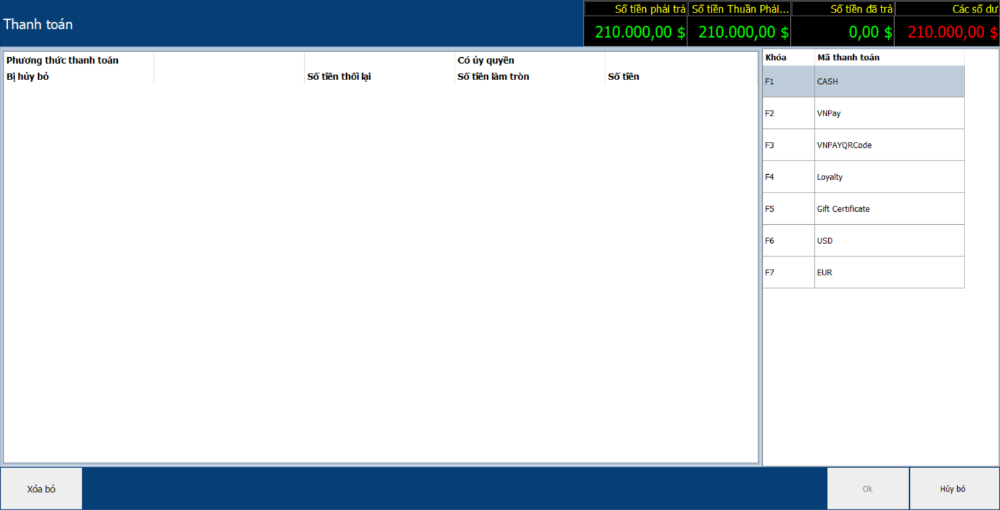 Thanh toán
Số tiền phải trả Số tiền Thuần Phải... Số tiền đã trả Các số dư
210.000,00 $ 210.000,00 $ 0,00 $ 210.000,00 $
Phương thức thanh toán Có ủy quyền
Bị hủy bỏ Số tiền thối lại Số tiền làm tròn Số tiền
Khóa Mã thanh toán
F1 CASH
F2 VNPay
F3 VNPAYQRCode
F4 Loyalty
F5 Gift Certificate
F6 USD
F7 EUR
Xóa bỏ Ok Hủy bỏ